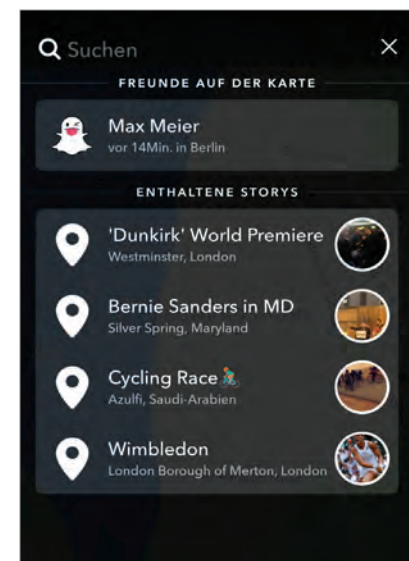 Suchen
FREUNDE AUF DER KARTE
Max Meier
vor 14Min. in Berlin
ENTHALTENE STORYS
'Dunkirk' World Premiere
Westminster, London
Bernie Sanders in MD
Silver Spring, Maryland
Cycling Race🚴
Azulfi, Saudi-Arabien
Wimbledon
London Borough of Merton, London